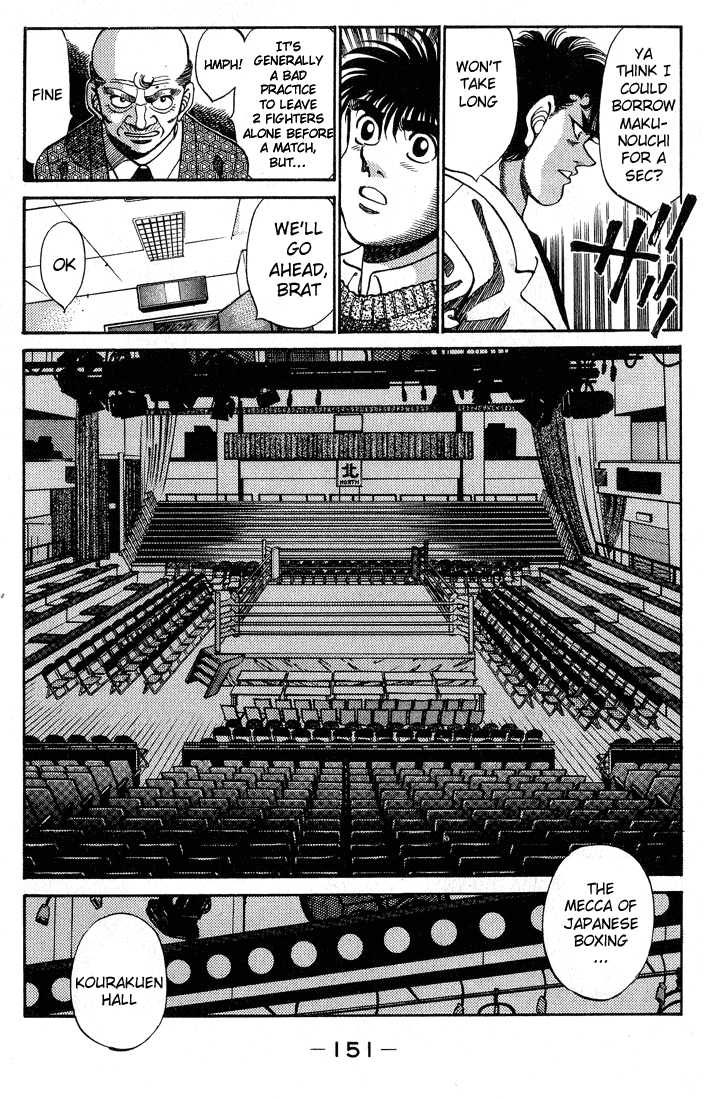 YA
THINK I
COULD
BORROW
MAKU-
NOUCHI
FOR A
SEC?
WON'T
TAKE
LONG
IT'S
GENERALLY
A BAD
PRACTICE
TO LEAVE
2 FIGHTERS
ALONE BEFORE
A MATCH,
BUT...
HMPH!
FINE
WE'LL
GO
AHEAD,
BRAT
OK
北
NORTH
THE
MECCA OF
JAPANESE
BOXING
...
KOURAKUEN
HALL
-151-